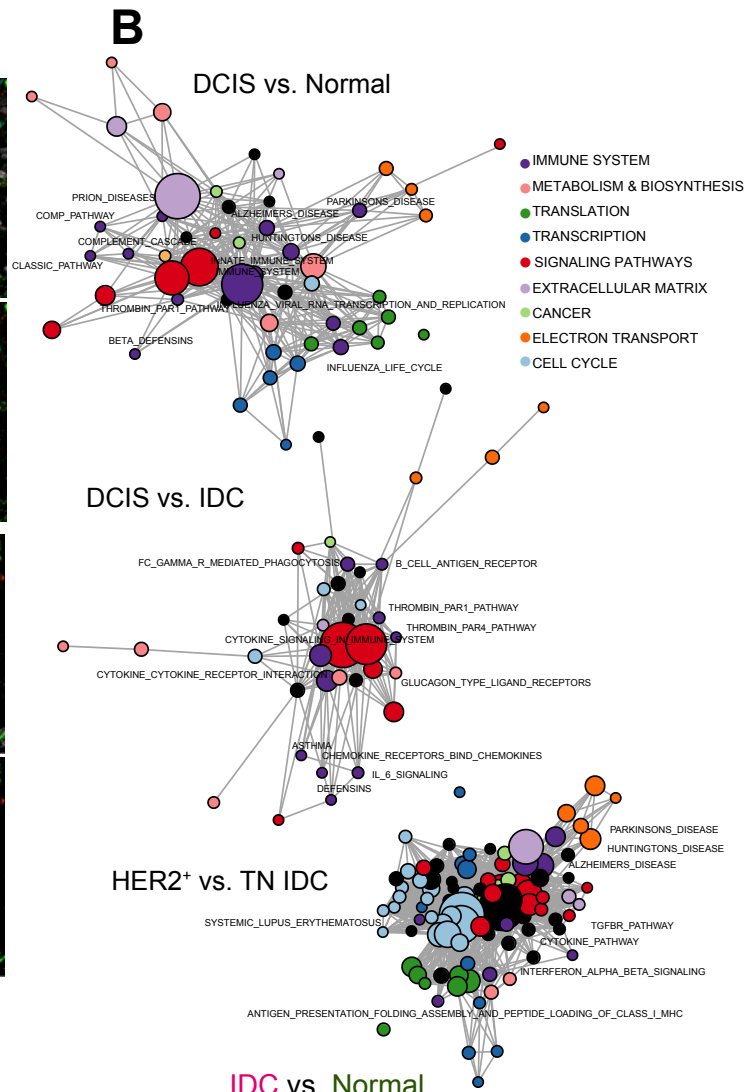 B
DCIS vs. Normal
IMMUNE SYSTEM
METABOLISM & BIOSYNTHESIS
TRANSLATION
TRANSCRIPTION
SIGNALING PATHWAYS
EXTRACELLULAR MATRIX
CANCER
ELECTRON TRANSPORT
CELL CYCLE
PRION_DISEASES
PARKINSONS_DISEASE
COMP_PATHWAY
ALZHEIMERS_DISEASE
COMPLEMENT_CASCADE
HUNTINGTONS_DISEASE
CLASSIC_PATHWAY
INNATE_IMMUNE_SYSTEM
IMMUNE_SYSTEM
THROMBIN_PAR1_PATHWAY
INFLUENZA_VIRAL_RNA_TRANSCRIPTION_AND_REPLICATION
BETA_DEFENSINS
INFLUENZA_LIFE_CYCLE
DCIS vs. IDC
FC_GAMMA_R_MEDIATED_PHAGOCYTOSIS
B_CELL_ANTIGEN_RECEPTOR
THROMBIN_PAR1_PATHWAY
THROMBIN_PAR4_PATHWAY
CYTOKINE_SIGNALING_IN_IMMUNE_SYSTEM
CYTOKINE_CYTOKINE_RECEPTOR_INTERACTION
GLUCAGON_TYPE_LIGAND_RECEPTORS
ASTHMA
CHEMOKINE_RECEPTORS_BIND_CHEMOKINES
IL_6_SIGNALING
DEFENSINS
HER2⁺ vs. TN IDC
PARKINSONS_DISEASE
HUNTINGTONS_DISEASE
ALZHEIMERS_DISEASE
SYSTEMIC_LUPUS_ERYTHEMATOSUS
TGFBR_PATHWAY
CYTOKINE_PATHWAY
INTERFERON_ALPHA_BETA_SIGNALING
ANTIGEN_PRESENTATION_FOLDING_ASSEMBLY_AND_PEPTIDE_LOADING_OF_CLASS_I_MHC
IDC vs. Normal